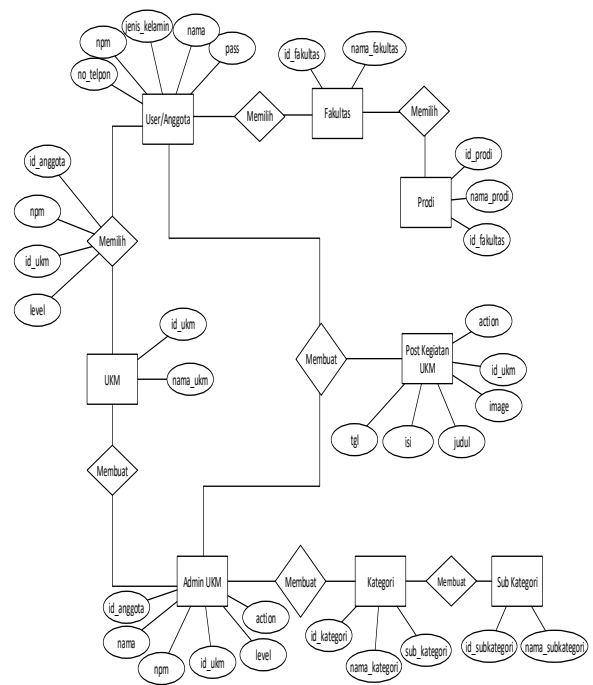 jenis_kelamin
nama
npm
pass
no_telpon
id_fakultas
nama_fakultas
User/Anggota
Memilih
Fakultas
Memilih
id_prodi
nama_prodi
Prodi
id_fakultas
id_anggota
npm
Memilih
id_ukm
level
id_ukm
UKM
nama_ukm
Membuat
Post Kegiatan
UKM
action
id_ukm
image
tgl
isi
judul
Membuat
Admin UKM
Membuat
Kategori
Membuat
Sub Kategori
id_anggota
nama
npm
id_ukm
level
action
id_kategori
nama_kategori
sub_kategori
id_subkategori
nama_subkategori